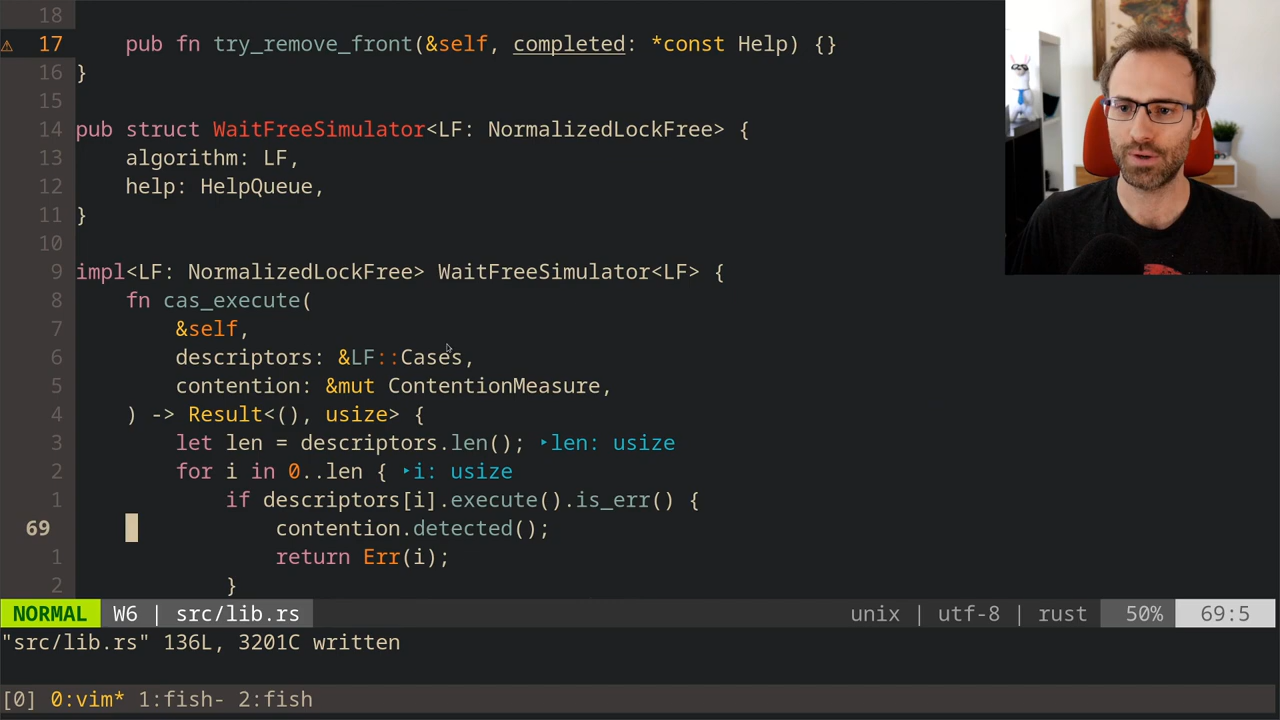 18
⚠ 17 pub fn try_remove_front(&self, completed: *const Help) {}
16 }
15
14 pub struct WaitFreeSimulator<LF: NormalizedLockFree> {
13 algorithm: LF,
12 help: HelpQueue,
11 }
10
9 impl<LF: NormalizedLockFree> WaitFreeSimulator<LF> {
8 fn cas_execute(
7 &self,
6 descriptors: &LF::Cases,
5 contention: &mut ContentionMeasure,
4 ) -> Result<(), usize> {
3 let len = descriptors.len(); ‣len: usize
2 for i in 0..len { ‣i: usize
1 if descriptors[i].execute().is_err() {
69 contention.detected();
1 return Err(i);
2 }
NORMAL W6 | src/lib.rs unix | utf-8 | rust 50% 69:5
"src/lib.rs" 136L, 3201C written
[0] 0:vim* 1:fish- 2:fish